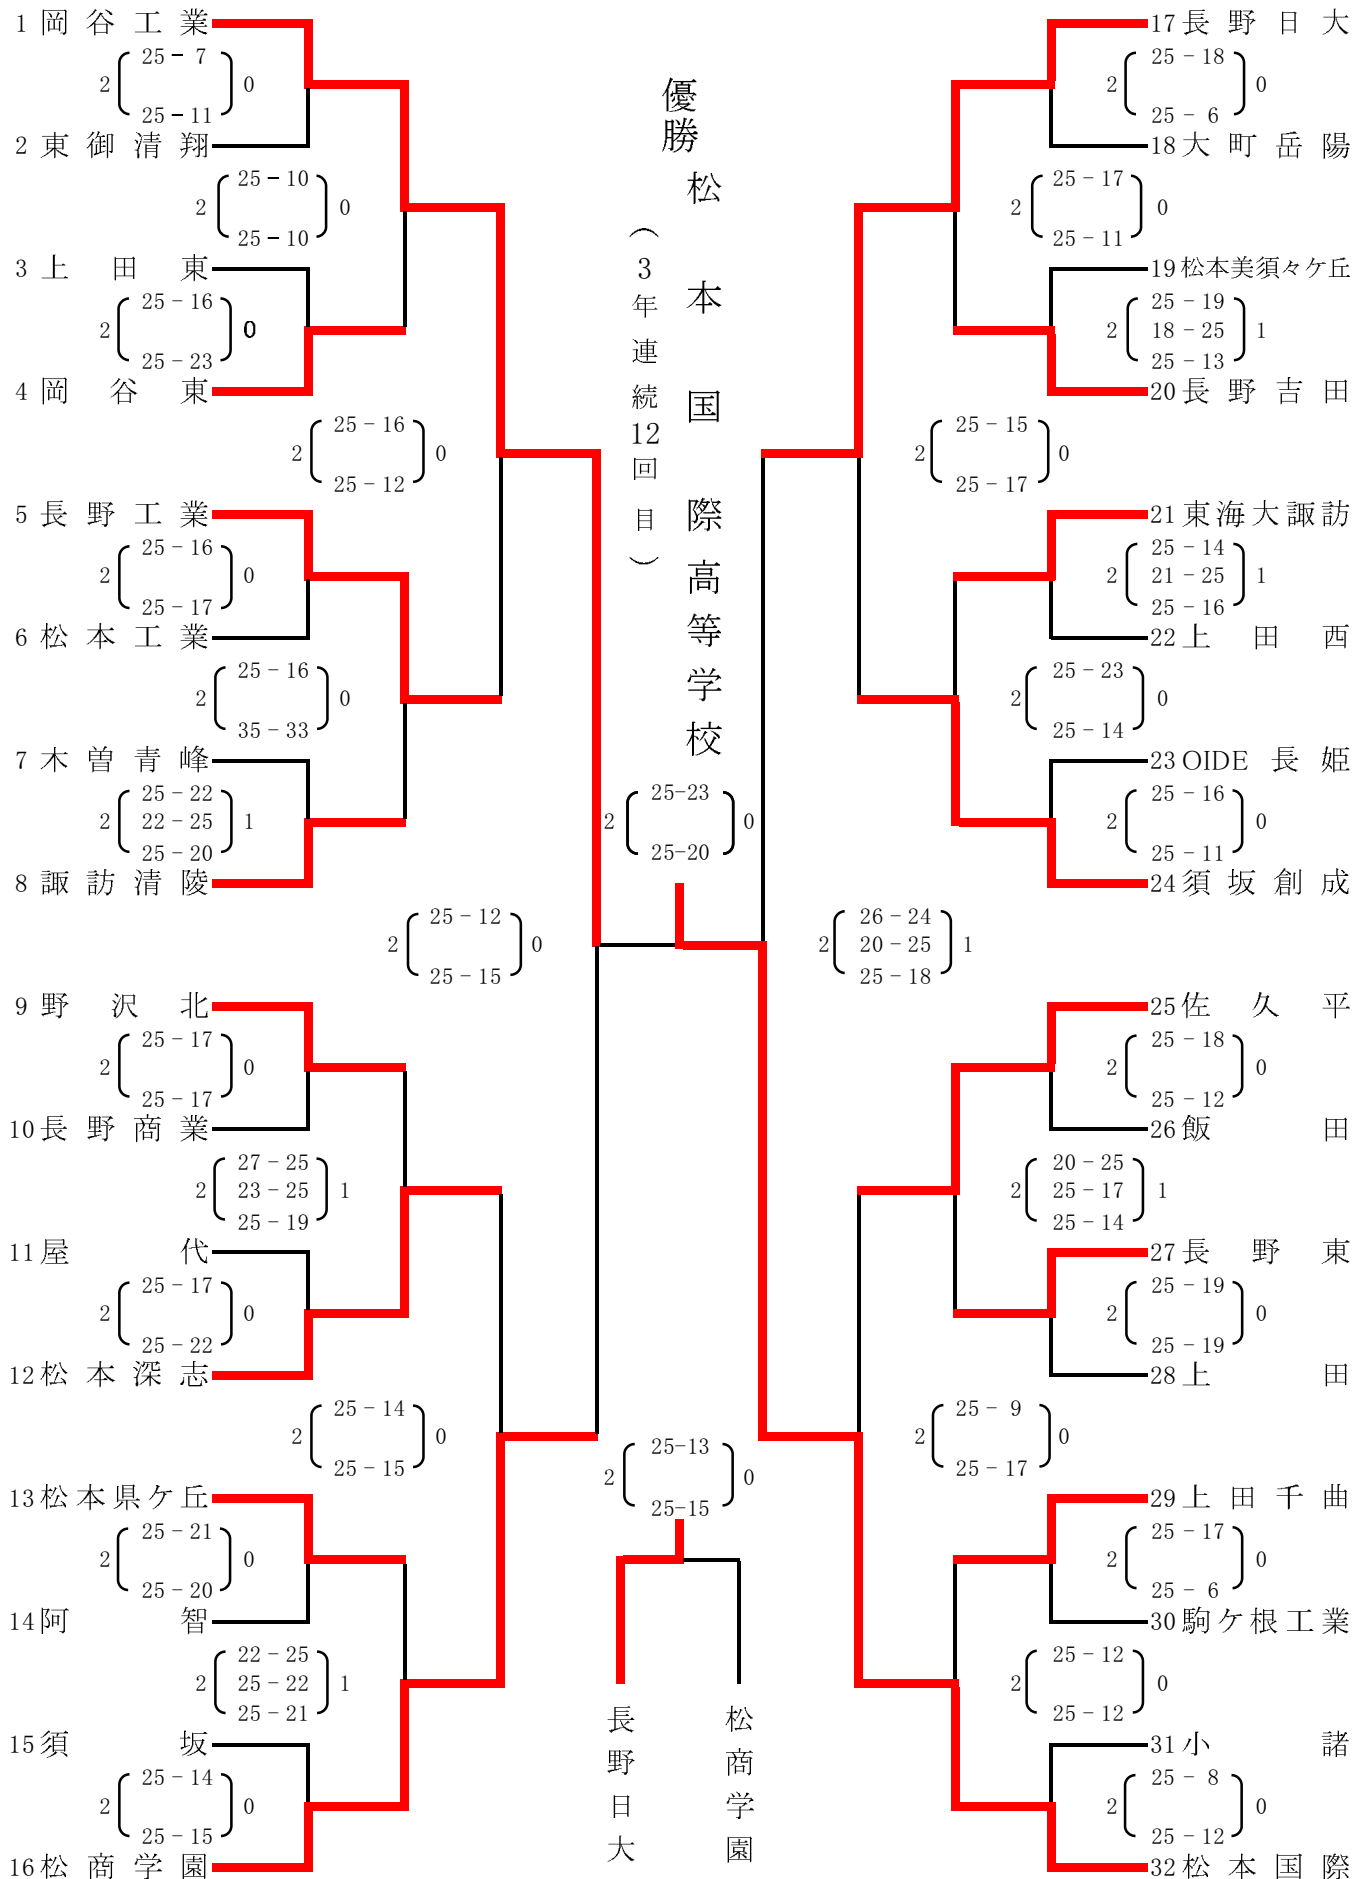 優勝
松本国際高等学校
（3年連続12回目）
1 岡谷工業
2 ( 25－7 25－11 ) 0
2 東御清翔
2 ( 25－10 25－10 ) 0
3 上田東
2 ( 25－16 25－23 ) 0
4 岡谷東
2 ( 25－16 25－12 ) 0
5 長野工業
2 ( 25－16 25－17 ) 0
6 松本工業
2 ( 25－16 35－33 ) 0
7 木曽青峰
2 ( 25－22 22－25 25－20 ) 1
8 諏訪清陵
2 ( 25－12 25－15 ) 0
9 野沢北
2 ( 25－17 25－17 ) 0
10 長野商業
2 ( 27－25 23－25 25－19 ) 1
11 屋代
2 ( 25－17 25－22 ) 0
12 松本深志
2 ( 25－14 25－15 ) 0
13 松本県ケ丘
2 ( 25－21 25－20 ) 0
14 阿智
2 ( 22－25 25－22 25－21 ) 1
15 須坂
2 ( 25－14 25－15 ) 0
16 松商学園
2 ( 25-23 25-20 ) 0
2 ( 25-13 25-15 ) 0
長野日大
松商学園
17 長野日大
2 ( 25－18 25－6 ) 0
18 大町岳陽
2 ( 25－17 25－11 ) 0
19 松本美須々ケ丘
2 ( 25－19 18－25 25－13 ) 1
20 長野吉田
2 ( 25－15 25－17 ) 0
21 東海大諏訪
2 ( 25－14 21－25 25－16 ) 1
22 上田西
2 ( 25－23 25－14 ) 0
23 OIDE長姫
2 ( 25－16 25－11 ) 0
24 須坂創成
2 ( 26－24 20－25 25－18 ) 1
25 佐久平
2 ( 25－18 25－12 ) 0
26 飯田
2 ( 20－25 25－17 25－14 ) 1
27 長野東
2 ( 25－19 25－19 ) 0
28 上田
2 ( 25－9 25－17 ) 0
29 上田千曲
2 ( 25－17 25－6 ) 0
30 駒ケ根工業
2 ( 25－12 25－12 ) 0
31 小諸
2 ( 25－8 25－12 ) 0
32 松本国際